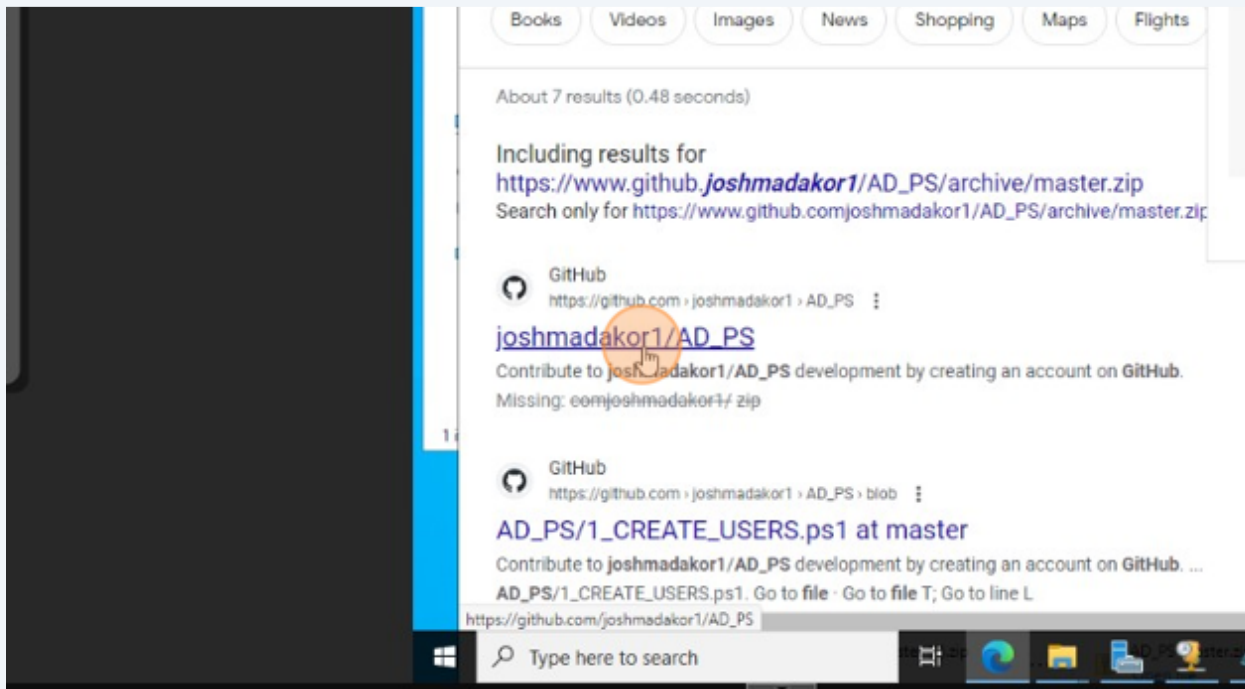 Books Videos Images News Shopping Maps Flights
About 7 results (0.48 seconds)
Including results for
https://www.github.joshmadakor1/AD_PS/archive/master.zip
Search only for https://www.github.comjoshmadakor1/AD_PS/archive/master.zip
GitHub
https://github.com › joshmadakor1 › AD_PS
joshmadakor1/AD_PS
Contribute to joshmadakor1/AD_PS development by creating an account on GitHub.
Missing: comjoshmadakor1/ zip
GitHub
https://github.com › joshmadakor1 › AD_PS › blob
AD_PS/1_CREATE_USERS.ps1 at master
Contribute to joshmadakor1/AD_PS development by creating an account on GitHub. ...
AD_PS/1_CREATE_USERS.ps1. Go to file · Go to file T; Go to line L
https://github.com/joshmadakor1/AD_PS
Type here to search